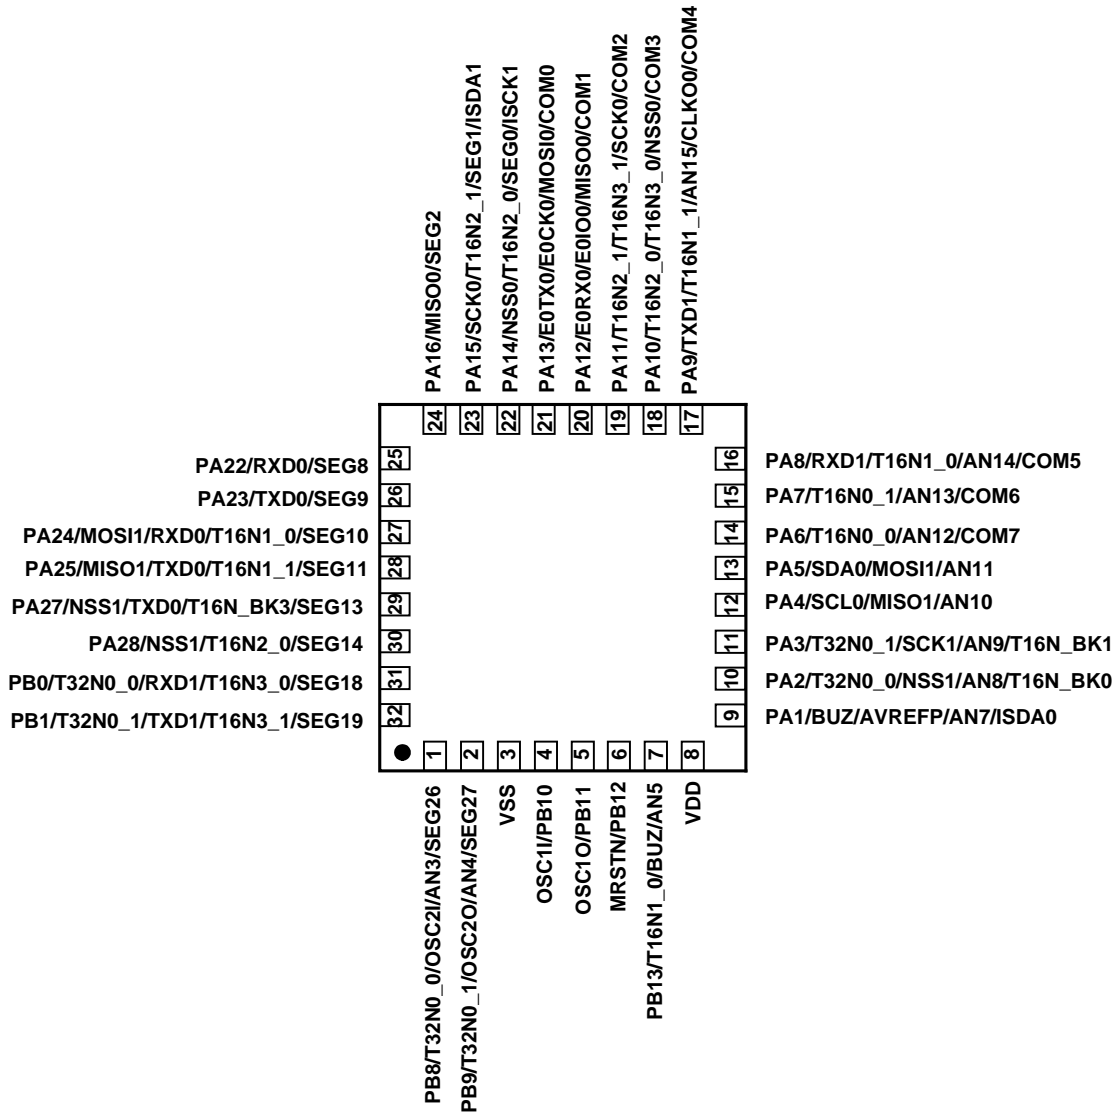 PA16/MISO0/SEG2
PA15/SCK0/T16N2_1/SEG1/ISDA1
PA14/NSS0/T16N2_0/SEG0/ISCK1
PA13/E0TX0/E0CK0/MOSI0/COM0
PA12/E0RX0/E0IO0/MISO0/COM1
PA11/T16N2_1/T16N3_1/SCK0/COM2
PA10/T16N2_0/T16N3_0/NSS0/COM3
PA9/TXD1/T16N1_1/AN15/CLKO0/COM4
24
23
22
21
20
19
18
17
PA22/RXD0/SEG8
25
PA23/TXD0/SEG9
26
PA24/MOSI1/RXD0/T16N1_0/SEG10
27
PA25/MISO1/TXD0/T16N1_1/SEG11
28
PA27/NSS1/TXD0/T16N_BK3/SEG13
29
PA28/NSS1/T16N2_0/SEG14
30
PB0/T32N0_0/RXD1/T16N3_0/SEG18
31
PB1/T32N0_1/TXD1/T16N3_1/SEG19
32
16
PA8/RXD1/T16N1_0/AN14/COM5
15
PA7/T16N0_1/AN13/COM6
14
PA6/T16N0_0/AN12/COM7
13
PA5/SDA0/MOSI1/AN11
12
PA4/SCL0/MISO1/AN10
11
PA3/T32N0_1/SCK1/AN9/T16N_BK1
10
PA2/T32N0_0/NSS1/AN8/T16N_BK0
9
PA1/BUZ/AVREFP/AN7/ISDA0
1
2
3
4
5
6
7
8
PB8/T32N0_0/OSC2I/AN3/SEG26
PB9/T32N0_1/OSC2O/AN4/SEG27
VSS
OSC1I/PB10
OSC1O/PB11
MRSTN/PB12
PB13/T16N1_0/BUZ/AN5
VDD